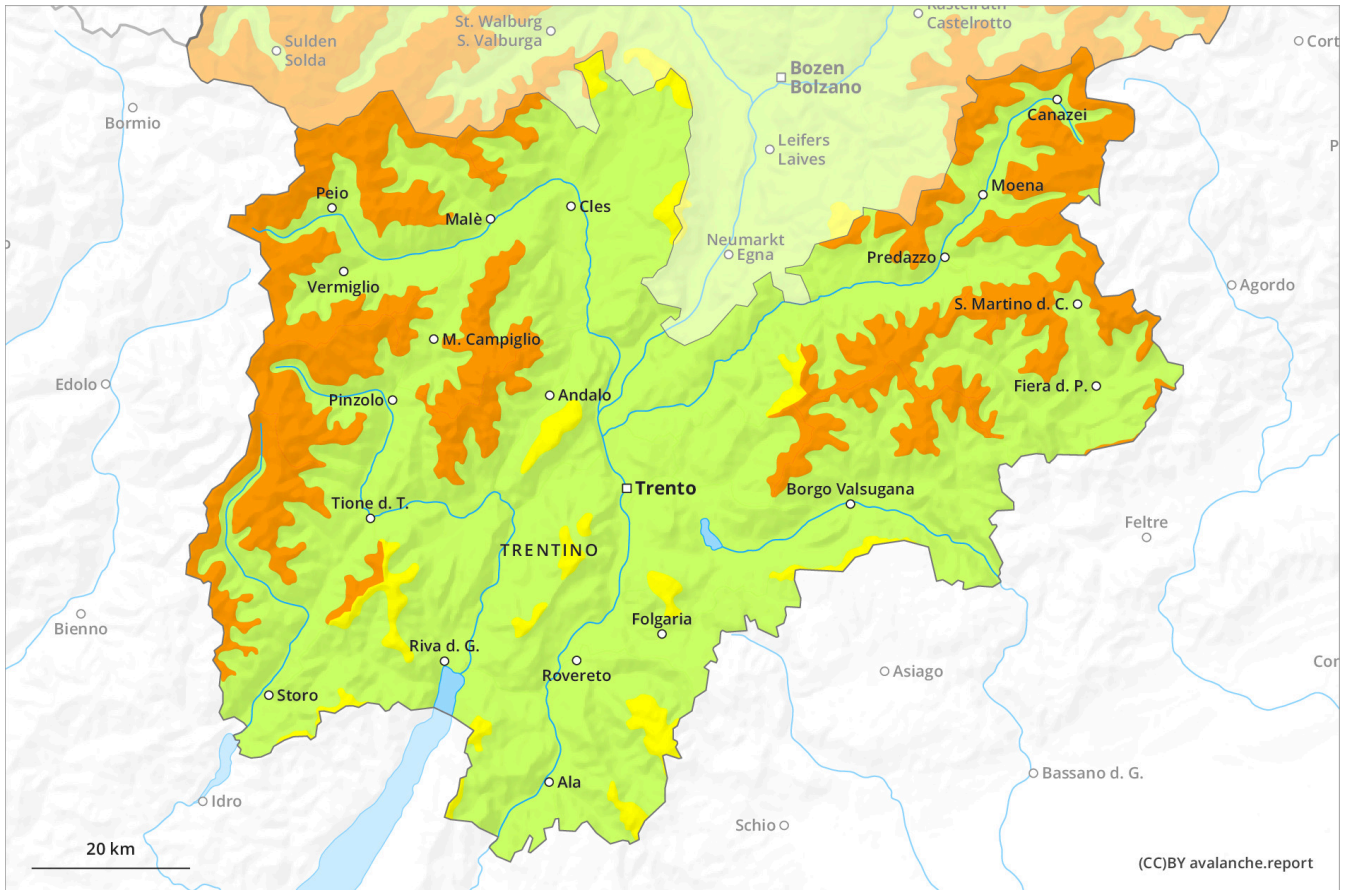 Kastelruth
Castelrotto
St. Walburg
S. Valburga
Sulden
Solda
Cort
Bozen
Bolzano
Bormio
Canazei
Leifers
Laives
P
Peio
Moena
Malè
Cles
Neumarkt
Egna
Predazzo
Vermiglio
Agordo
S. Martino d. C.
M. Campiglio
Edolo
Fiera d. P.
Pinzolo
Andalo
Trento
Borgo Valsugana
Tione d. T.
Feltre
TRENTINO
Bienno
Folgaria
Riva d. G.
Asiago
Cor
Rovereto
Storo
Bassano d. G.
Ala
Idro
Schio
20 km
(CC)BY avalanche.report